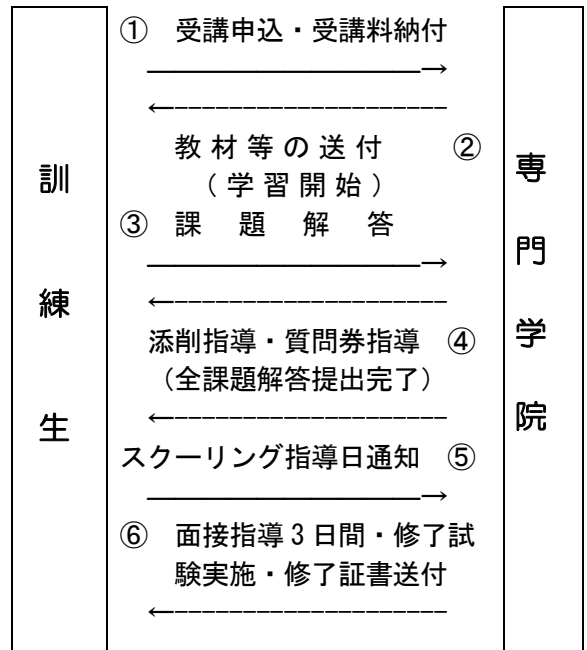 訓練生
① 受講申込・受講料納付
教材等の送付 ②
(学習開始)
③ 課題解答
添削指導・質問券指導 ④
(全課題解答提出完了)
スクーリング指導日通知 ⑤
⑥ 面接指導3日間・修了試
験実施・修了証書送付
専門学院